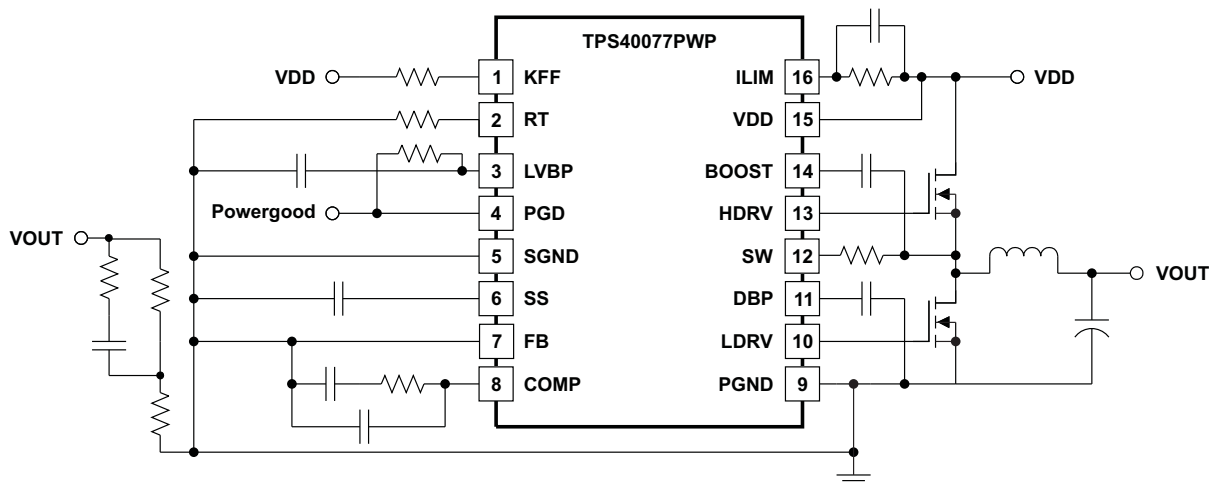 TPS40077PWP
VDD 1 KFF ILIM 16 VDD
2 RT VDD 15
3 LVBP BOOST 14
Powergood 4 PGD HDRV 13
VOUT 5 SGND SW 12 VOUT
6 SS DBP 11
7 FB LDRV 10
8 COMP PGND 9